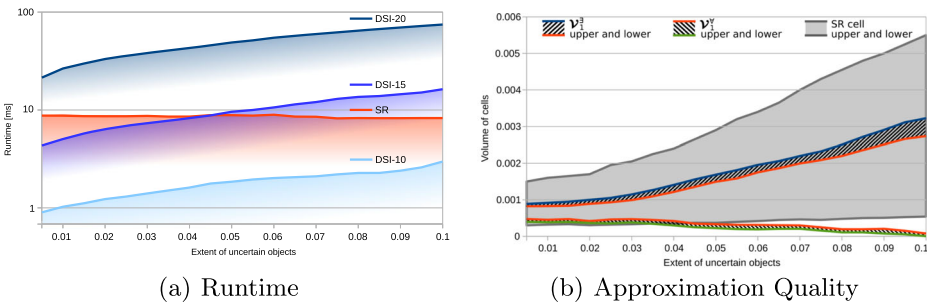 100
10
1
Runtime [ms]
DSI-20
DSI-15
SR
DSI-10
0.01 0.02 0.03 0.04 0.05 0.06 0.07 0.08 0.09 0.1
Extent of uncertain objects
(a) Runtime
0.006
0.005
0.004
0.003
0.002
0.001
0
Volume of cells
𝒱₁∃
upper and lower
𝒱₁∀
upper and lower
SR cell
upper and lower
0.01 0.02 0.03 0.04 0.05 0.06 0.07 0.08 0.09 0.1
Extent of uncertain objects
(b) Approximation Quality